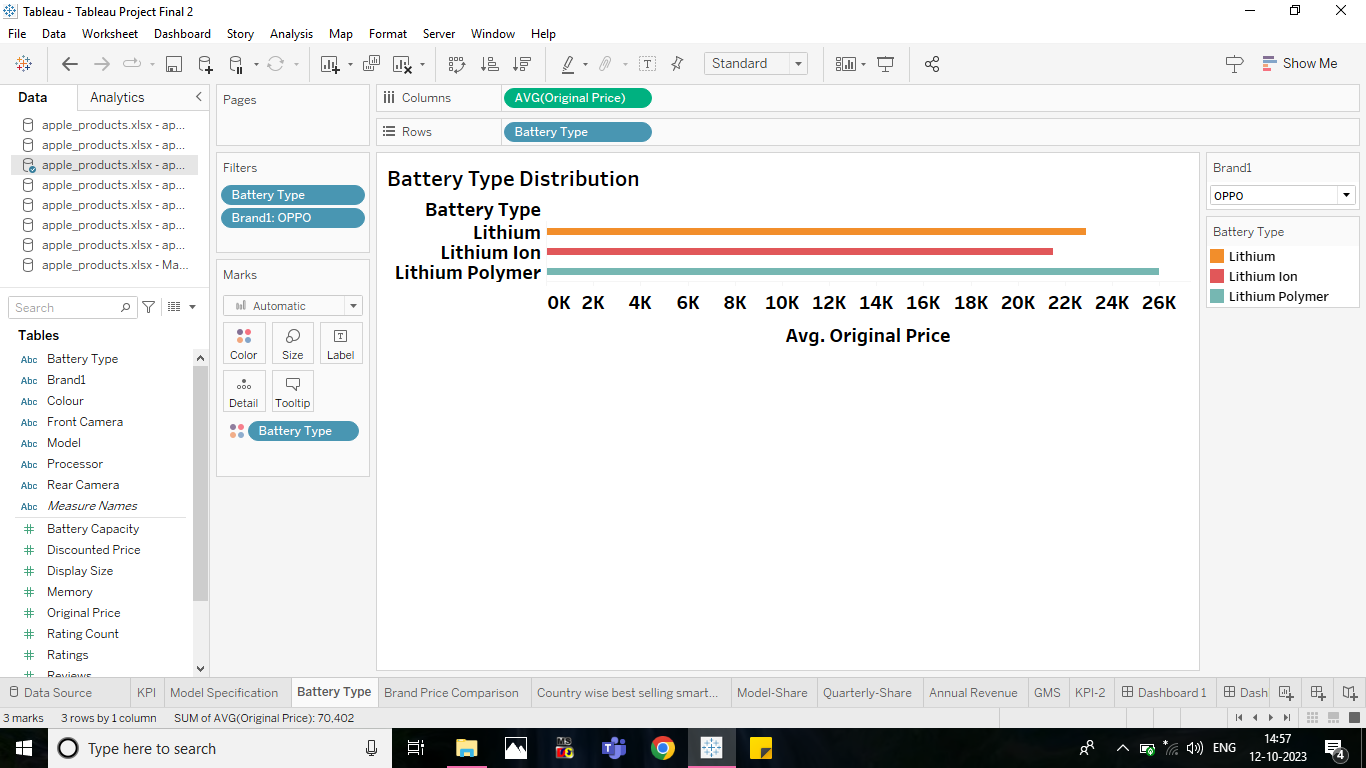 Tableau - Tableau Project Final 2
File Data Worksheet Dashboard Story Analysis Map Format Server Window Help
Standard
Show Me
Data Analytics
apple_products.xlsx - ap...
apple_products.xlsx - ap...
apple_products.xlsx - ap...
apple_products.xlsx - ap...
apple_products.xlsx - ap...
apple_products.xlsx - ap...
apple_products.xlsx - ap...
apple_products.xlsx - Ma...
Search
Tables
Abc Battery Type
Abc Brand1
Abc Colour
Abc Front Camera
Abc Model
Abc Processor
Abc Rear Camera
Abc Measure Names
# Battery Capacity
# Discounted Price
# Display Size
# Memory
# Original Price
# Rating Count
# Ratings
# Reviews
Pages
Filters
Battery Type
Brand1: OPPO
Marks
Automatic
Color Size Label
Detail Tooltip
Battery Type
Columns AVG(Original Price)
Rows Battery Type
Battery Type Distribution
Battery Type
Lithium
Lithium Ion
Lithium Polymer
0K 2K 4K 6K 8K 10K 12K 14K 16K 18K 20K 22K 24K 26K
Avg. Original Price
Brand1
OPPO
Battery Type
Lithium
Lithium Ion
Lithium Polymer
Data Source KPI Model Specification Battery Type Brand Price Comparison Country wise best selling smart... Model-Share Quarterly-Share Annual Revenue GMS KPI-2 Dashboard 1 Dash
3 marks 3 rows by 1 column SUM of AVG(Original Price): 70,402
Type here to search
ENG
14:57
12-10-2023
4